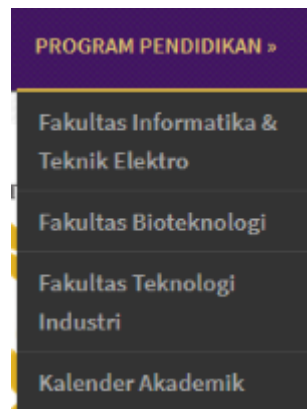 PROGRAM PENDIDIKAN »
Fakultas Informatika &
Teknik Elektro
Fakultas Bioteknologi
Fakultas Teknologi
Industri
Kalender Akademik